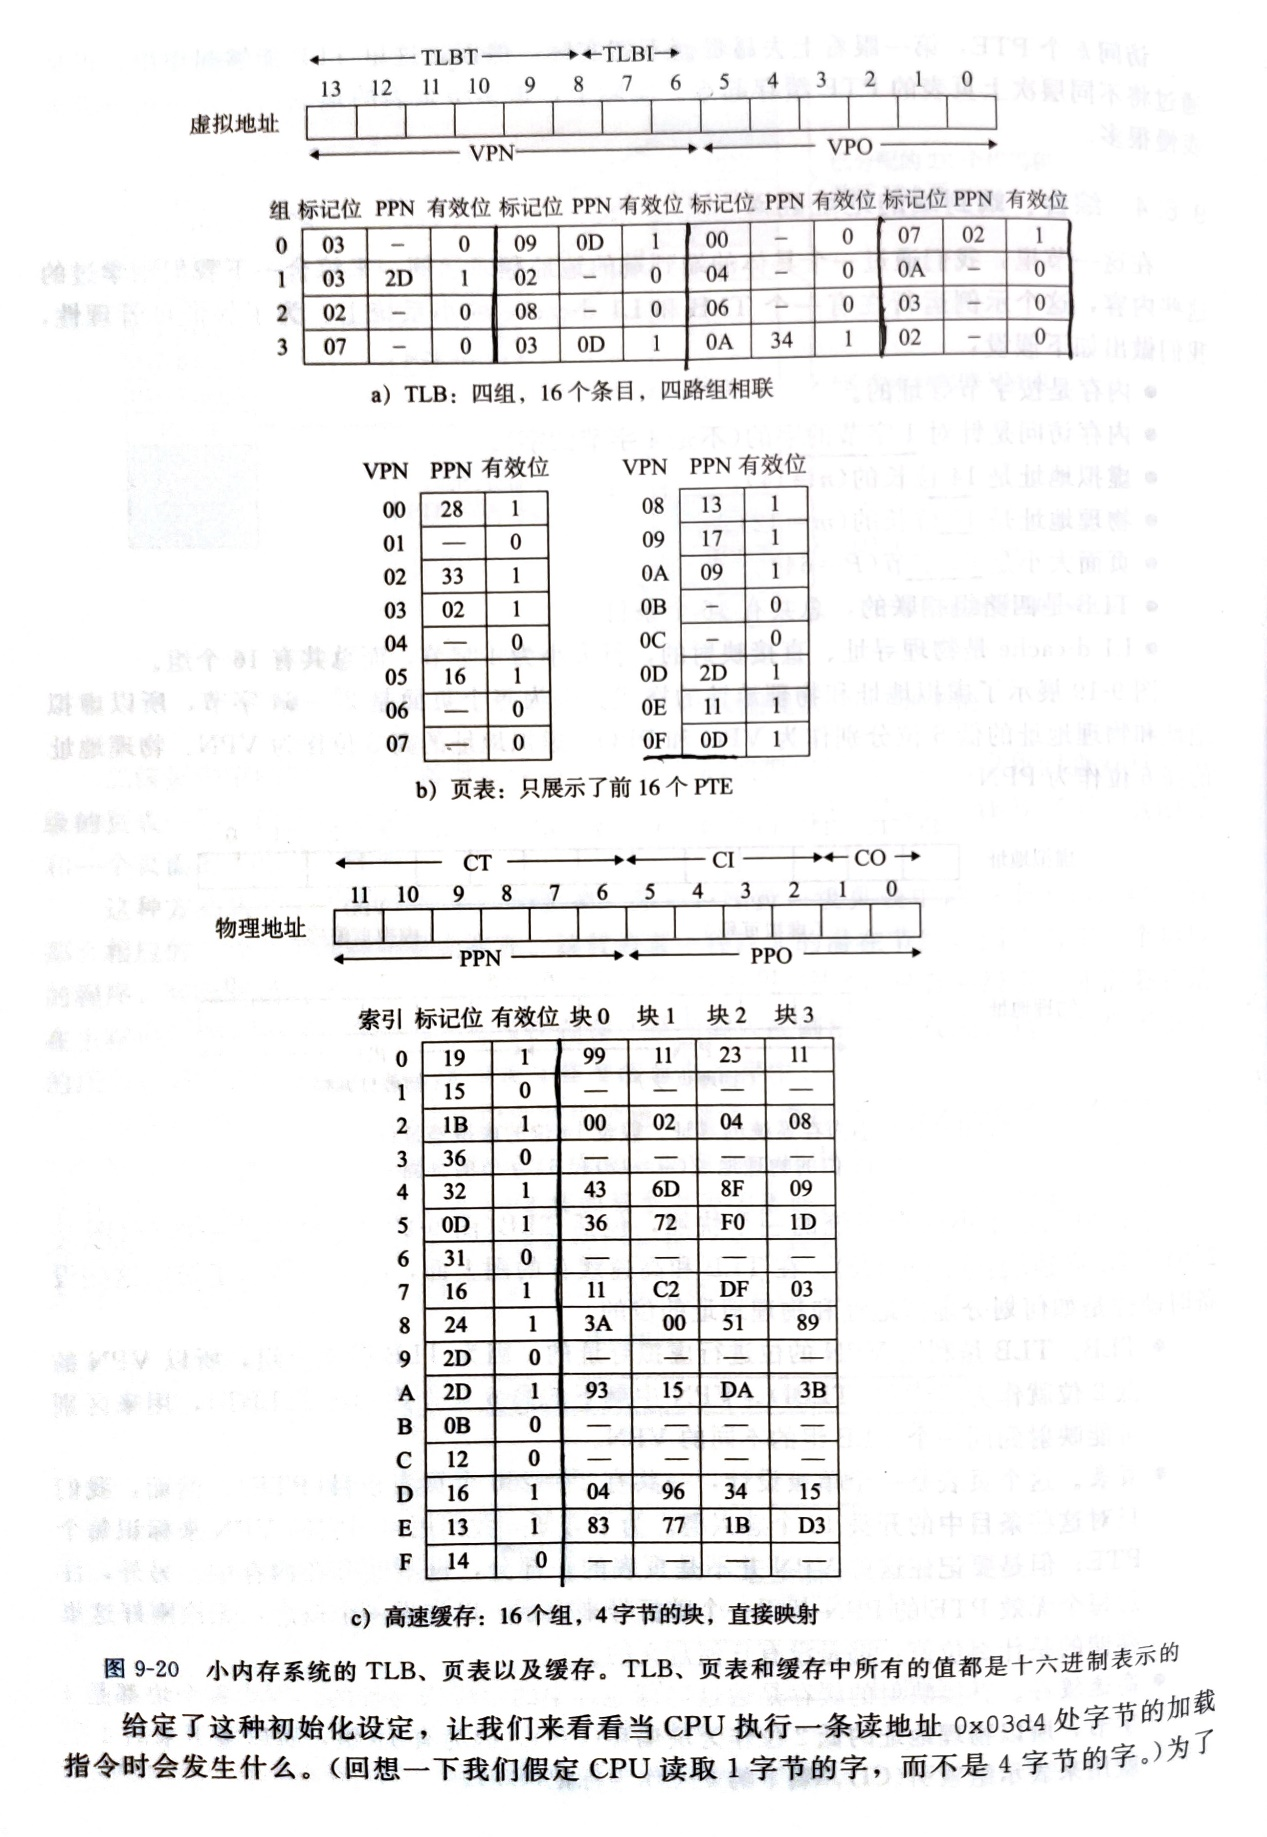 TLBT TLBI
13 12 11 10 9 8 7 6 5 4 3 2 1 0
虚拟地址
VPN VPO
组 标记位 PPN 有效位 标记位 PPN 有效位 标记位 PPN 有效位 标记位 PPN 有效位
0 03 – 0 09 0D 1 00 – 0 07 02 1
1 03 2D 1 02 – 0 04 – 0 0A – 0
2 02 – 0 08 – 0 06 – 0 03 – 0
3 07 – 0 03 0D 1 0A 34 1 02 – 0
a) TLB：四组，16 个条目，四路组相联
VPN PPN 有效位 VPN PPN 有效位
00 28 1 08 13 1
01 — 0 09 17 1
02 33 1 0A 09 1
03 02 1 0B – 0
04 — 0 0C – 0
05 16 1 0D 2D 1
06 — 0 0E 11 1
07 — 0 0F 0D 1
b) 页表：只展示了前 16 个 PTE
CT CI CO
11 10 9 8 7 6 5 4 3 2 1 0
物理地址
PPN PPO
索引 标记位 有效位 块 0 块 1 块 2 块 3
0 19 1 99 11 23 11
1 15 0 — — — —
2 1B 1 00 02 04 08
3 36 0 — — — —
4 32 1 43 6D 8F 09
5 0D 1 36 72 F0 1D
6 31 0 — — — —
7 16 1 11 C2 DF 03
8 24 1 3A 00 51 89
9 2D 0 — — — —
A 2D 1 93 15 DA 3B
B 0B 0 — — — —
C 12 0 — — — —
D 16 1 04 96 34 15
E 13 1 83 77 1B D3
F 14 0 — — — —
c) 高速缓存：16 个组，4 字节的块，直接映射
图 9-20 小内存系统的 TLB、页表以及缓存。TLB、页表和缓存中所有的值都是十六进制表示的
给定了这种初始化设定，让我们来看看当 CPU 执行一条读地址 0x03d4 处字节的加载
指令时会发生什么。（回想一下我们假定 CPU 读取 1 字节的字，而不是 4 字节的字。）为了